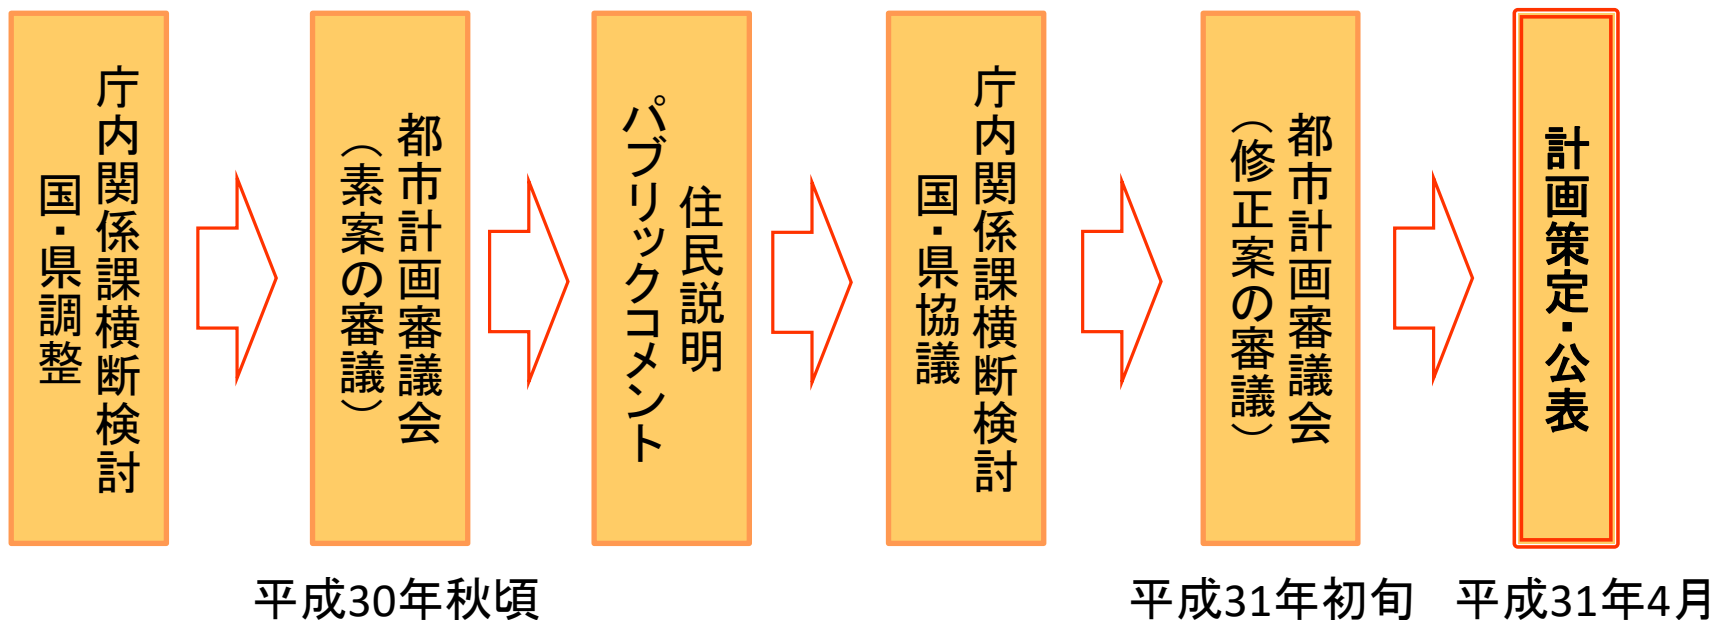 庁内関係課横断検討
国・県調整
都市計画審議会
（素案の審議）
住民説明
パブリックコメント
庁内関係課横断検討
国・県協議
都市計画審議会
（修正案の審議）
計画策定・公表
平成30年秋頃
平成31年初旬
平成31年4月